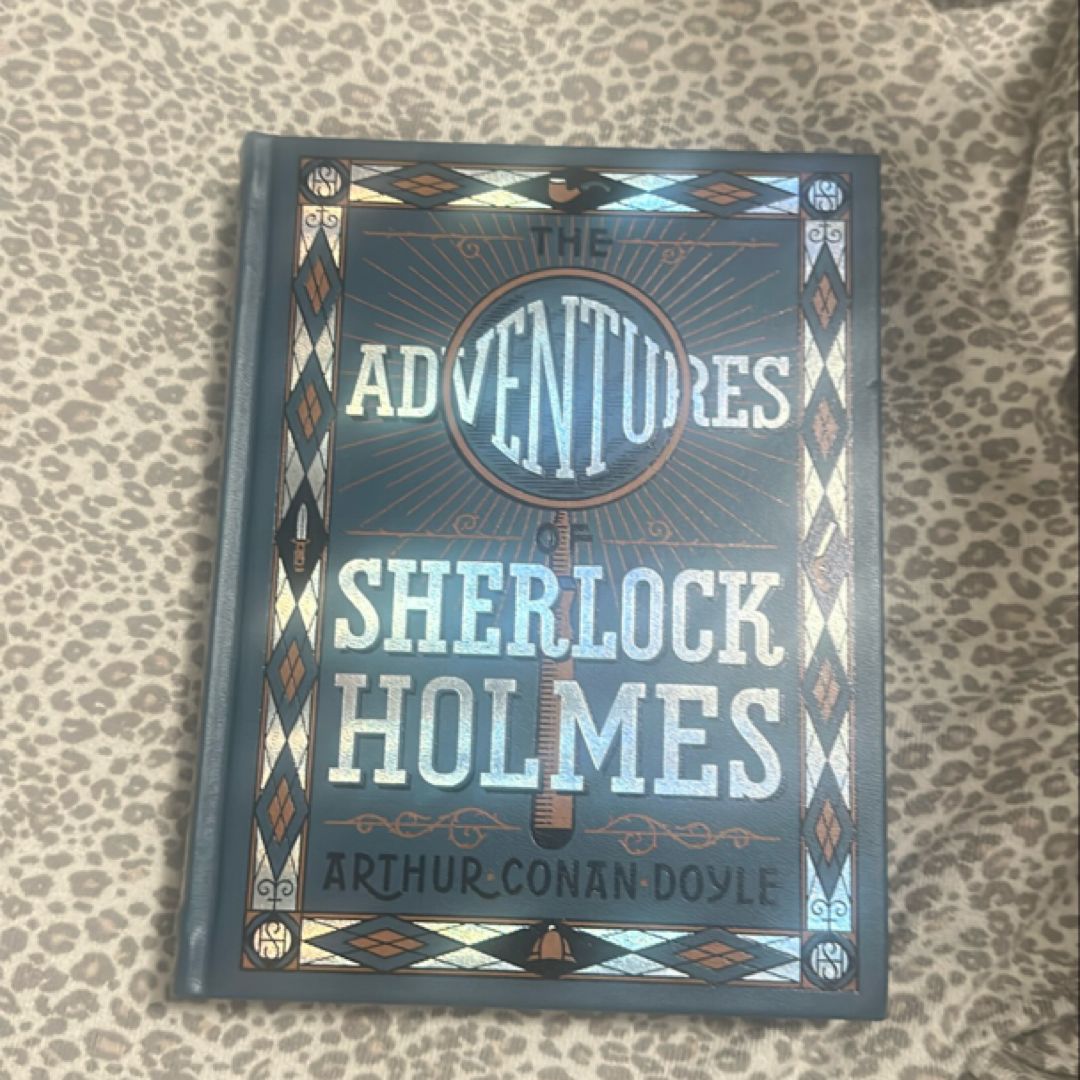 THE
ADVENTURES
OF
SHERLOCK
HOLMES
ARTHUR·CONAN·DOYLE